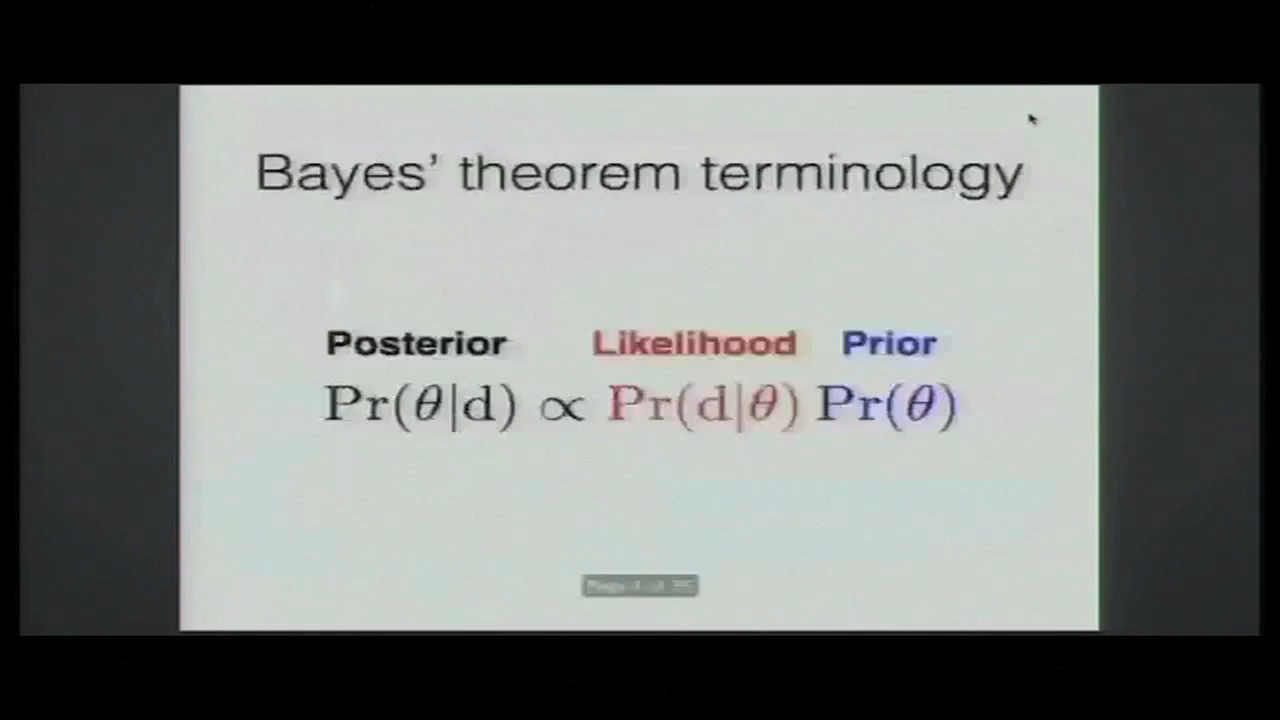 Bayes' theorem terminology
Posterior Likelihood Prior
Pr(θ|d) ∝ Pr(d|θ) Pr(θ)